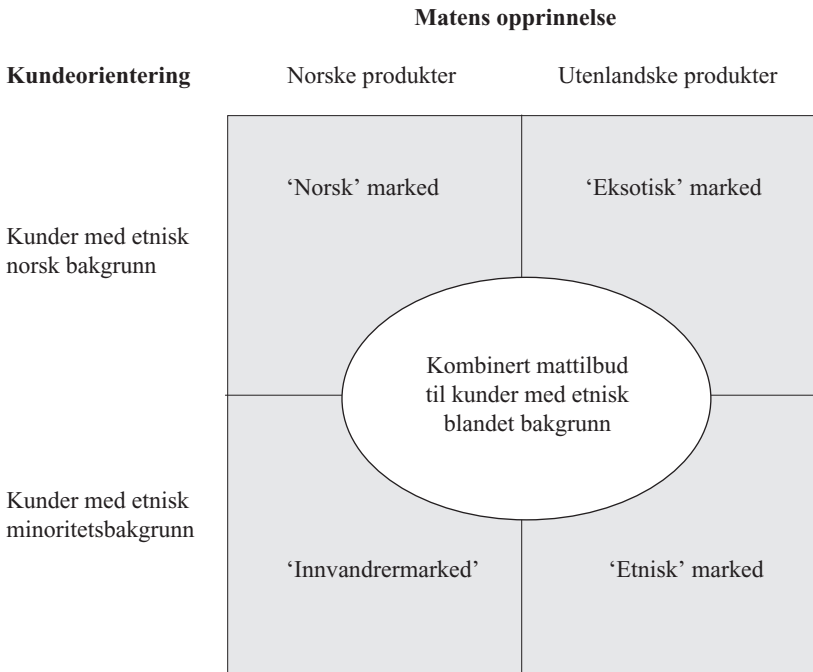 Matens opprinnelse
Kundeorientering
Norske produkter
Utenlandske produkter
‘Norsk’ marked
‘Eksotisk’ marked
Kunder med etnisk
norsk bakgrunn
Kombinert mattilbud
til kunder med etnisk
blandet bakgrunn
Kunder med etnisk
minoritetsbakgrunn
‘Innvandrermarked’
‘Etnisk’ marked